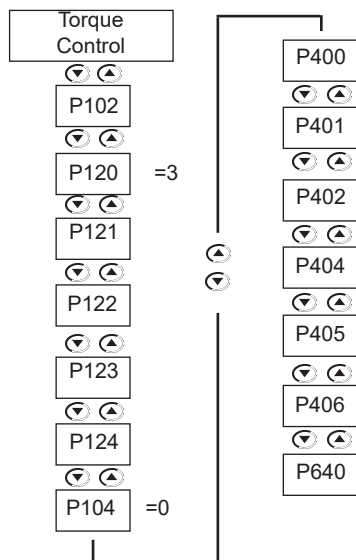 Torque
Control
P102
P120 =3
P121
P122
P123
P124
P104 =0
P400
P401
P402
P404
P405
P406
P640